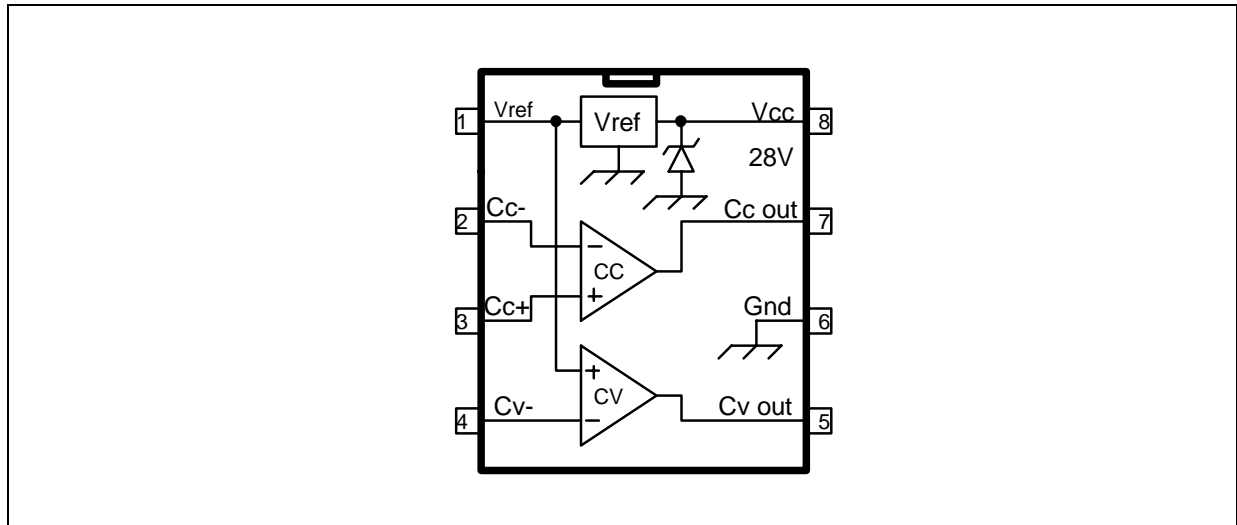 1 Vref Vref Vcc 8
28V
2 Cc- Cc out 7
− CC
+
3 Cc+ Gnd 6
+ CV
−
4 Cv- Cv out 5